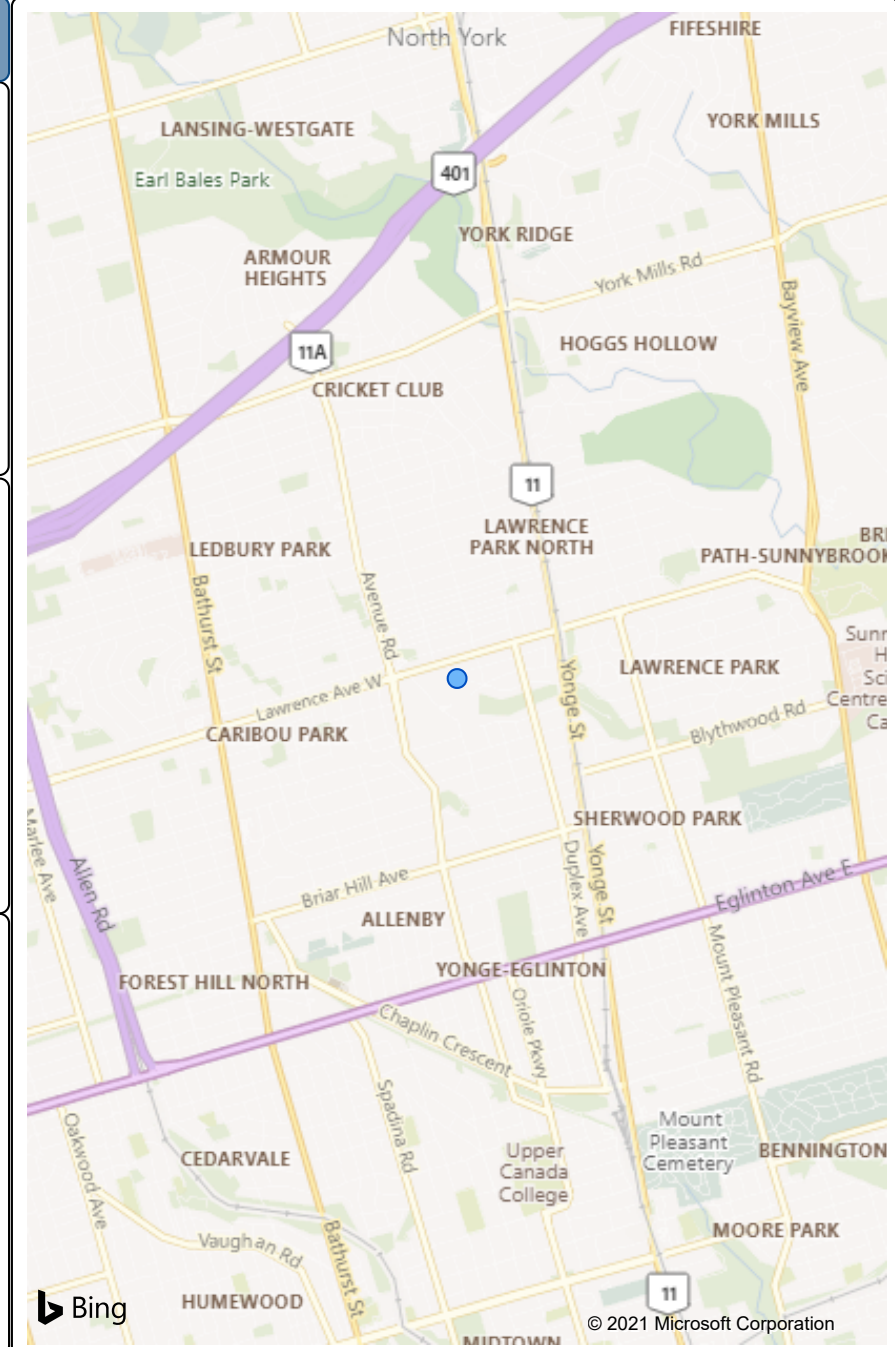 FIFESHIRE
North York
YORK MILLS
LANSING-WESTGATE
401
Earl Bales Park
YORK RIDGE
ARMOUR
HEIGHTS
York Mills Rd
Bayview Ave
HOGGS HOLLOW
11A
CRICKET CLUB
11
LAWRENCE
PARK NORTH
LEDBURY PARK
BRI
PATH-SUNNYBROOK
Bathurst St
Avenue Rd
Sunn
H
Sci
Centre
Ca
LAWRENCE PARK
Yonge St
Lawrence Ave W
Blythwood Rd
CARIBOU PARK
SHERWOOD PARK
Marlee Ave
Allen Rd
Duplex Ave
Yonge St
Briar Hill Ave
Eglinton Ave E
ALLENBY
YONGE-EGLINTON
FOREST HILL NORTH
Mount Pleasant Rd
Oriole Pkwy
Chaplin Crescent
Spadina Rd
Oakwood Ave
Mount
Pleasant
Cemetery
CEDARVALE
Upper
Canada
College
BENNINGTON
MOORE PARK
Vaughan Rd
Bathurst St
HUMEWOOD
11
Bing
© 2021 Microsoft Corporation
MIDTOWN